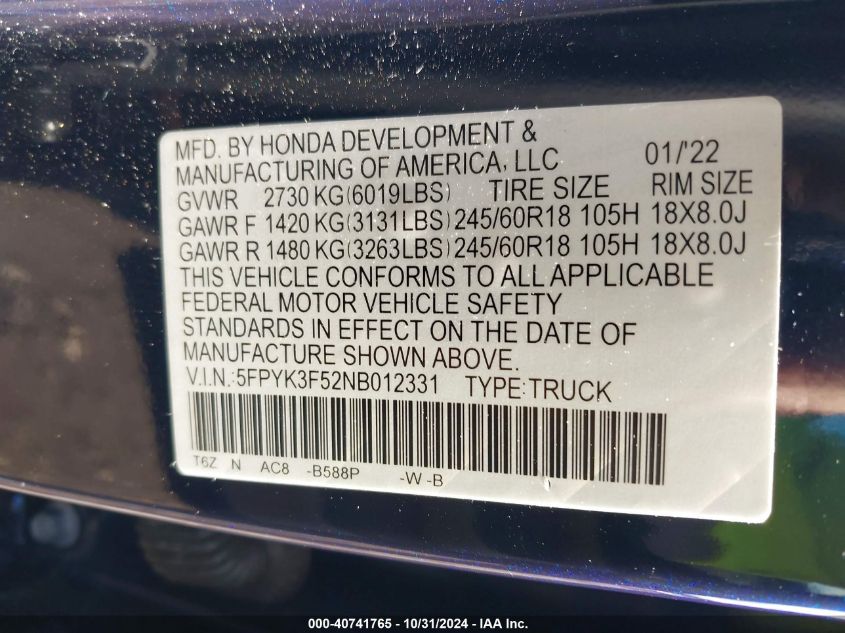 MFD. BY HONDA DEVELOPMENT &
MANUFACTURING OF AMERICA, LLC 01/'22
GVWR 2730 KG(6019LBS) TIRE SIZE RIM SIZE
GAWR F 1420 KG(3131LBS) 245/60R18 105H 18X8.0J
GAWR R 1480 KG(3263LBS) 245/60R18 105H 18X8.0J
THIS VEHICLE CONFORMS TO ALL APPLICABLE
FEDERAL MOTOR VEHICLE SAFETY
STANDARDS IN EFFECT ON THE DATE OF
MANUFACTURE SHOWN ABOVE.
V.I.N.:5FPYK3F52NB012331 TYPE:TRUCK
T6Z N AC8 -B588P -W -B
000-40741765 - 10/31/2024 - IAA Inc.